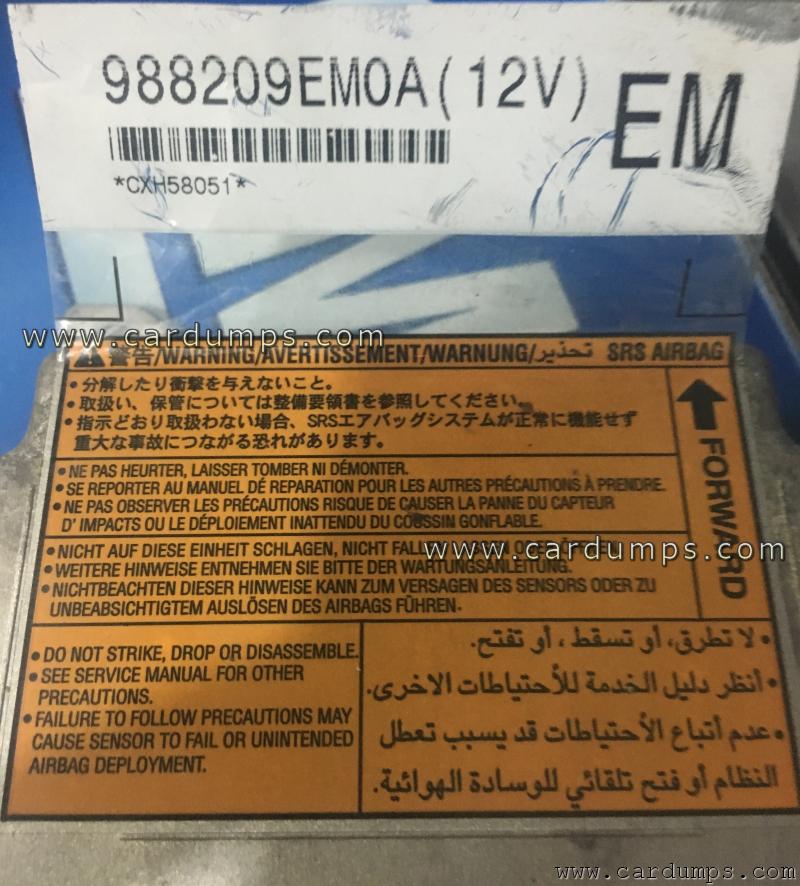 988209EM0A(12V) EM
*CXH58051*
www.cardumps.com
警告/WARNING/AVERTISSEMENT/WARNUNG/تحذير SRS AIRBAG
• 分解したり衝撃を与えないこと。
• 取扱い、保管については整備要領書を参照してください。
• 指示どおり取扱わない場合、SRSエアバッグシステムが正常に機能せず
重大な事故につながる恐れがあります。
FORWARD
• NE PAS HEURTER, LAISSER TOMBER NI DÉMONTER.
• SE REPORTER AU MANUEL DÉ REPARATION POUR LES AUTRES PRÉCAUTIONS À PRENDRE.
• NE PAS OBSERVER LES PRÉCAUTIONS RISQUE DE CAUSER LA PANNE DU CAPTEUR
D' IMPACTS OU LE DÉPLOIEMENT INATTENDU DU COUSSIN GONFLABLE.
• NICHT AUF DIESE EINHEIT SCHLAGEN, NICHT
www.cardumps.com
• WEITERE HINWEISE ENTNEHMEN SIE BITTE DER WARTUNGSANLEITUNG.
• NICHTBEACHTEN DIESER HINWEISE KANN ZUM VERSAGEN DES SENSORS ODER ZU
UNBEABSICHTIGTEM AUSLÖSEN DES AIRBAGS FÜHREN.
• DO NOT STRIKE, DROP OR DISASSEMBLE.
• SEE SERVICE MANUAL FOR OTHER
PRECAUTIONS.
• FAILURE TO FOLLOW PRECAUTIONS MAY
CAUSE SENSOR TO FAIL OR UNINTENDED
AIRBAG DEPLOYMENT.
• لا تطرق، أو تسقط ، أو تفتح.
• أنظر دليل الخدمة للأحتياطات الاخرى.
• عدم أتباع الأحتياطات قد يسبب تعطل
النظام أو فتح تلقائي للوسادة الهوائية.
www.cardumps.com